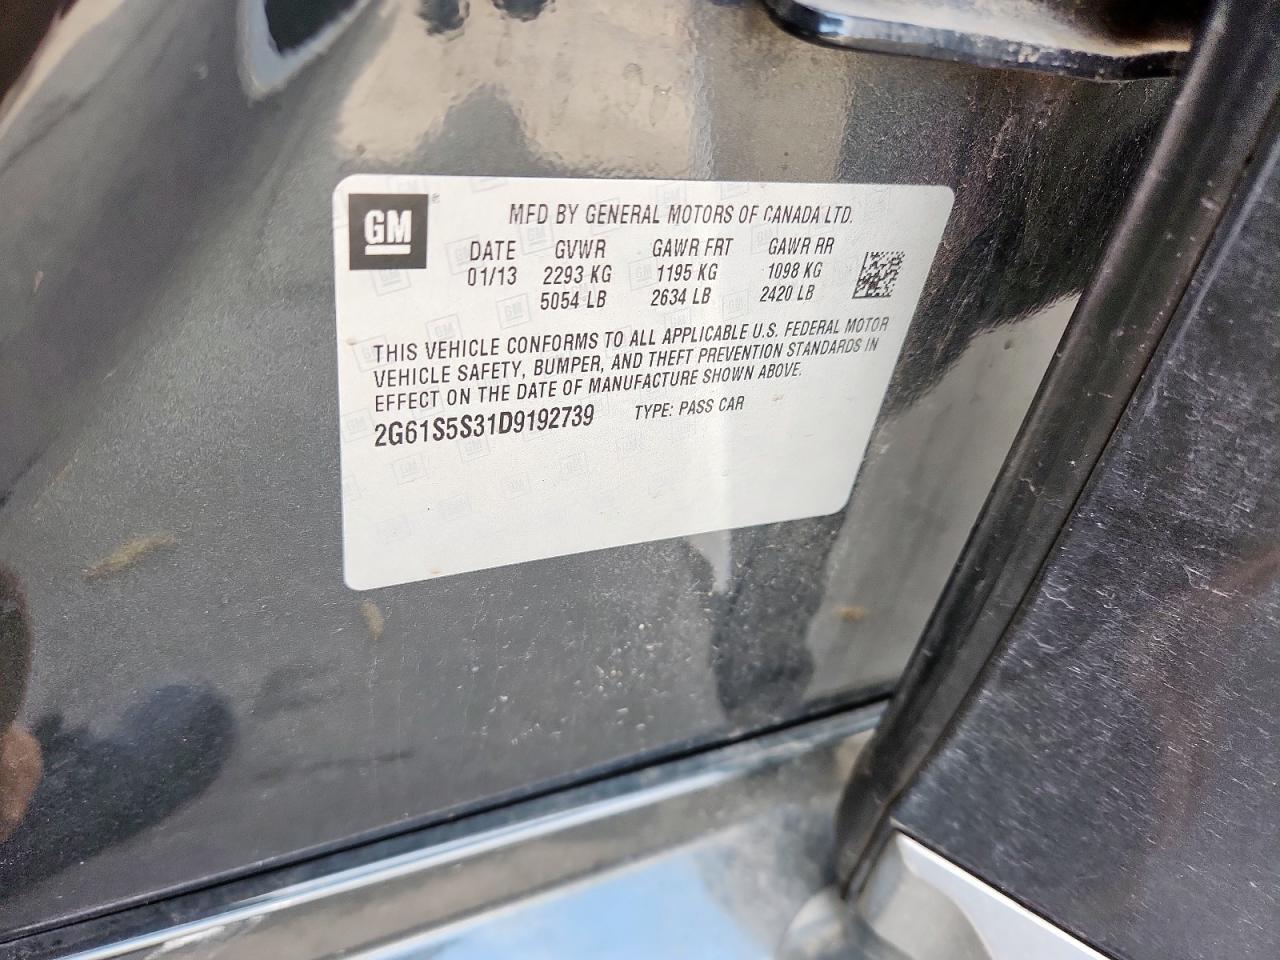 GM
MFD BY GENERAL MOTORS OF CANADA LTD.
DATE GVWR GAWR FRT GAWR RR
01/13 2293 KG 1195 KG 1098 KG
5054 LB 2634 LB 2420 LB
THIS VEHICLE CONFORMS TO ALL APPLICABLE U.S. FEDERAL MOTOR
VEHICLE SAFETY, BUMPER, AND THEFT PREVENTION STANDARDS IN
EFFECT ON THE DATE OF MANUFACTURE SHOWN ABOVE.
2G61S5S31D9192739 TYPE: PASS CAR